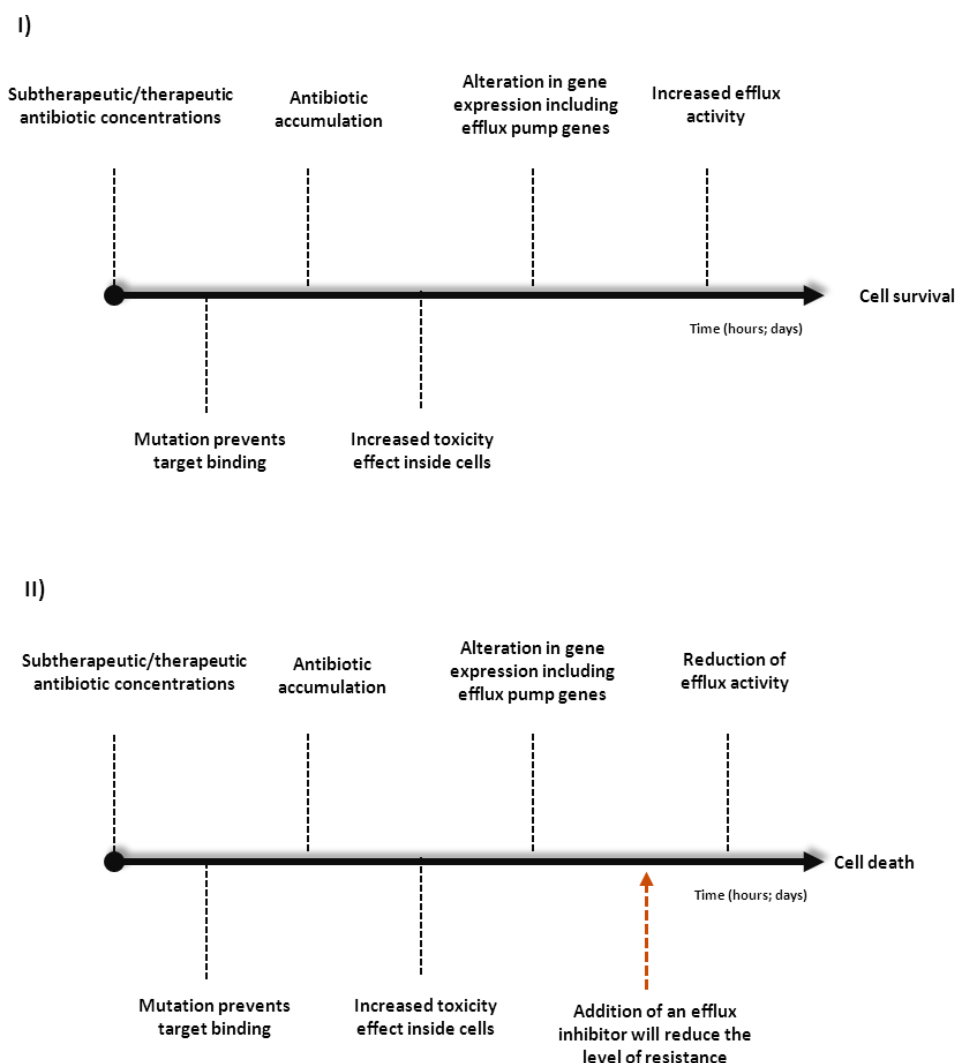 I)
Subtherapeutic/therapeutic
antibiotic concentrations
Antibiotic
accumulation
Alteration in gene
expression including
efflux pump genes
Increased efflux
activity
Cell survival
Time (hours; days)
Mutation prevents
target binding
Increased toxicity
effect inside cells
II)
Subtherapeutic/therapeutic
antibiotic concentrations
Antibiotic
accumulation
Alteration in gene
expression including
efflux pump genes
Reduction of
efflux activity
Cell death
Time (hours; days)
Mutation prevents
target binding
Increased toxicity
effect inside cells
Addition of an efflux
inhibitor will reduce the
level of resistance